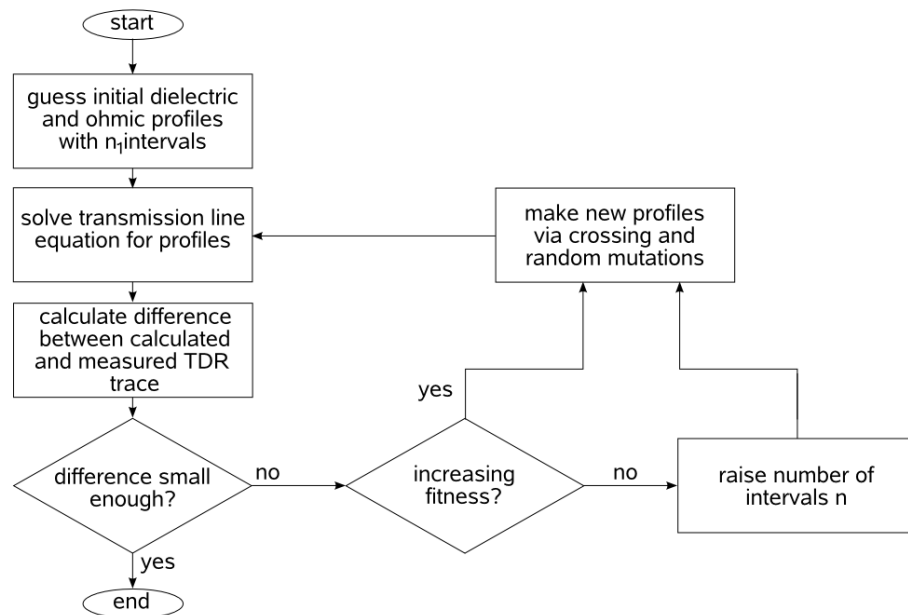 start
guess initial dielectric
and ohmic profiles
with n₁intervals
solve transmission line
equation for profiles
make new profiles
via crossing and
random mutations
calculate difference
between calculated
and measured TDR
trace
yes
difference small
enough?
no
increasing
fitness?
no
raise number of
intervals n
yes
end